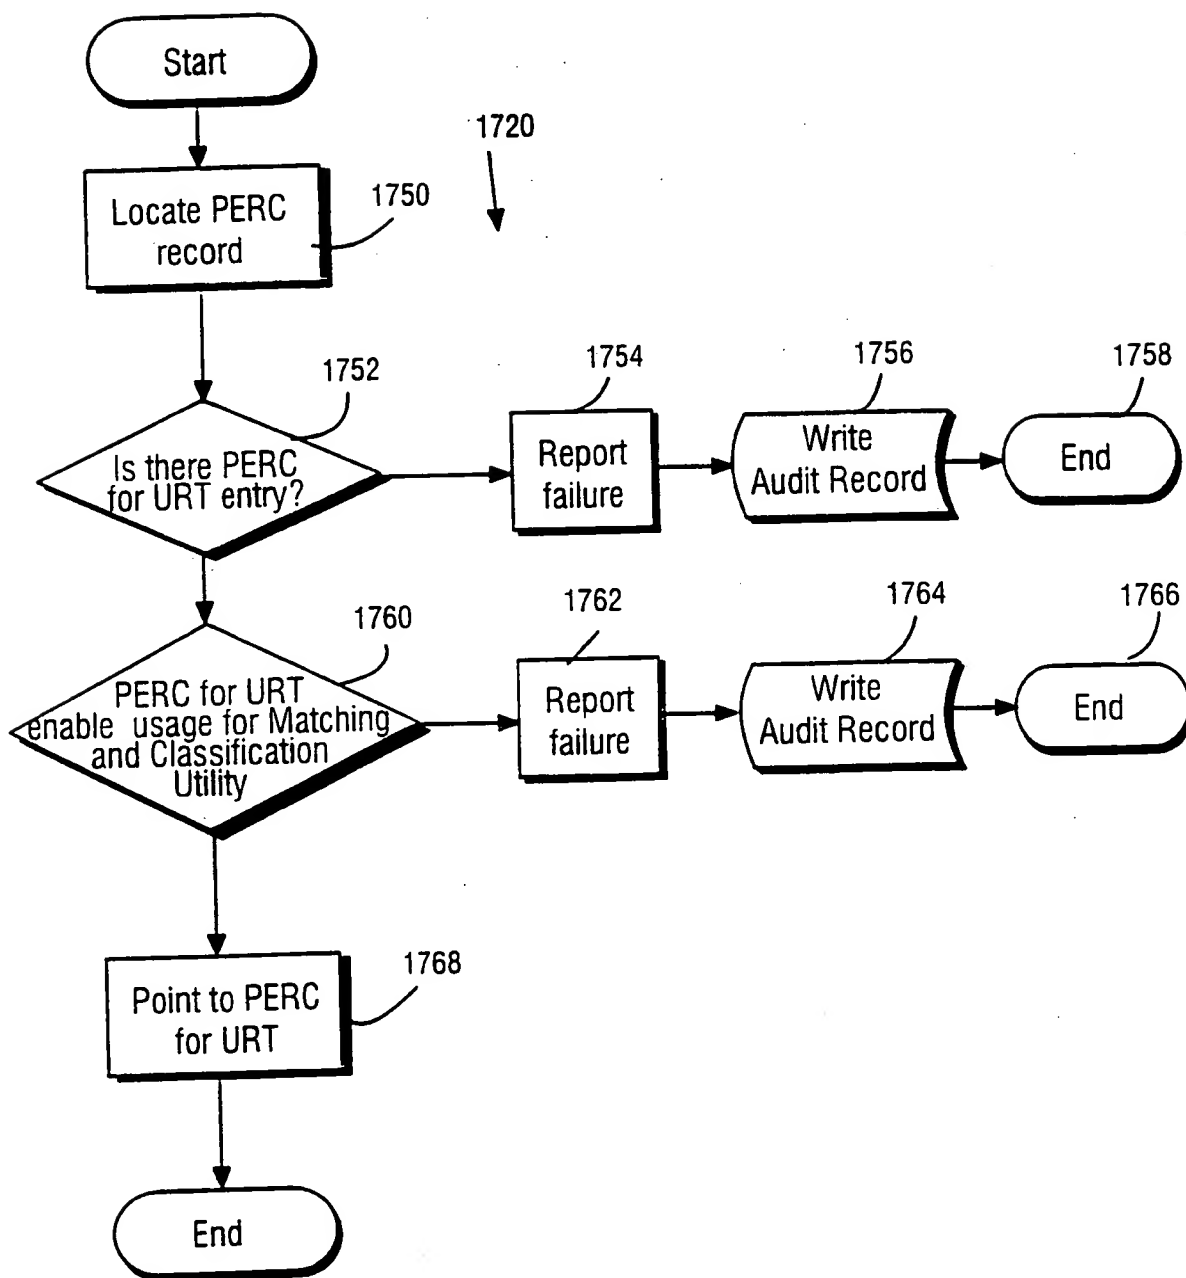 Start
1720
Locate PERC
record
1750
1752
Is there PERC
for URT entry?
1754
Report
failure
1756
Write
Audit Record
1758
End
1760
PERC for URT
enable usage for Matching
and Classification
Utility
1762
Report
failure
1764
Write
Audit Record
1766
End
1768
Point to PERC
for URT
End